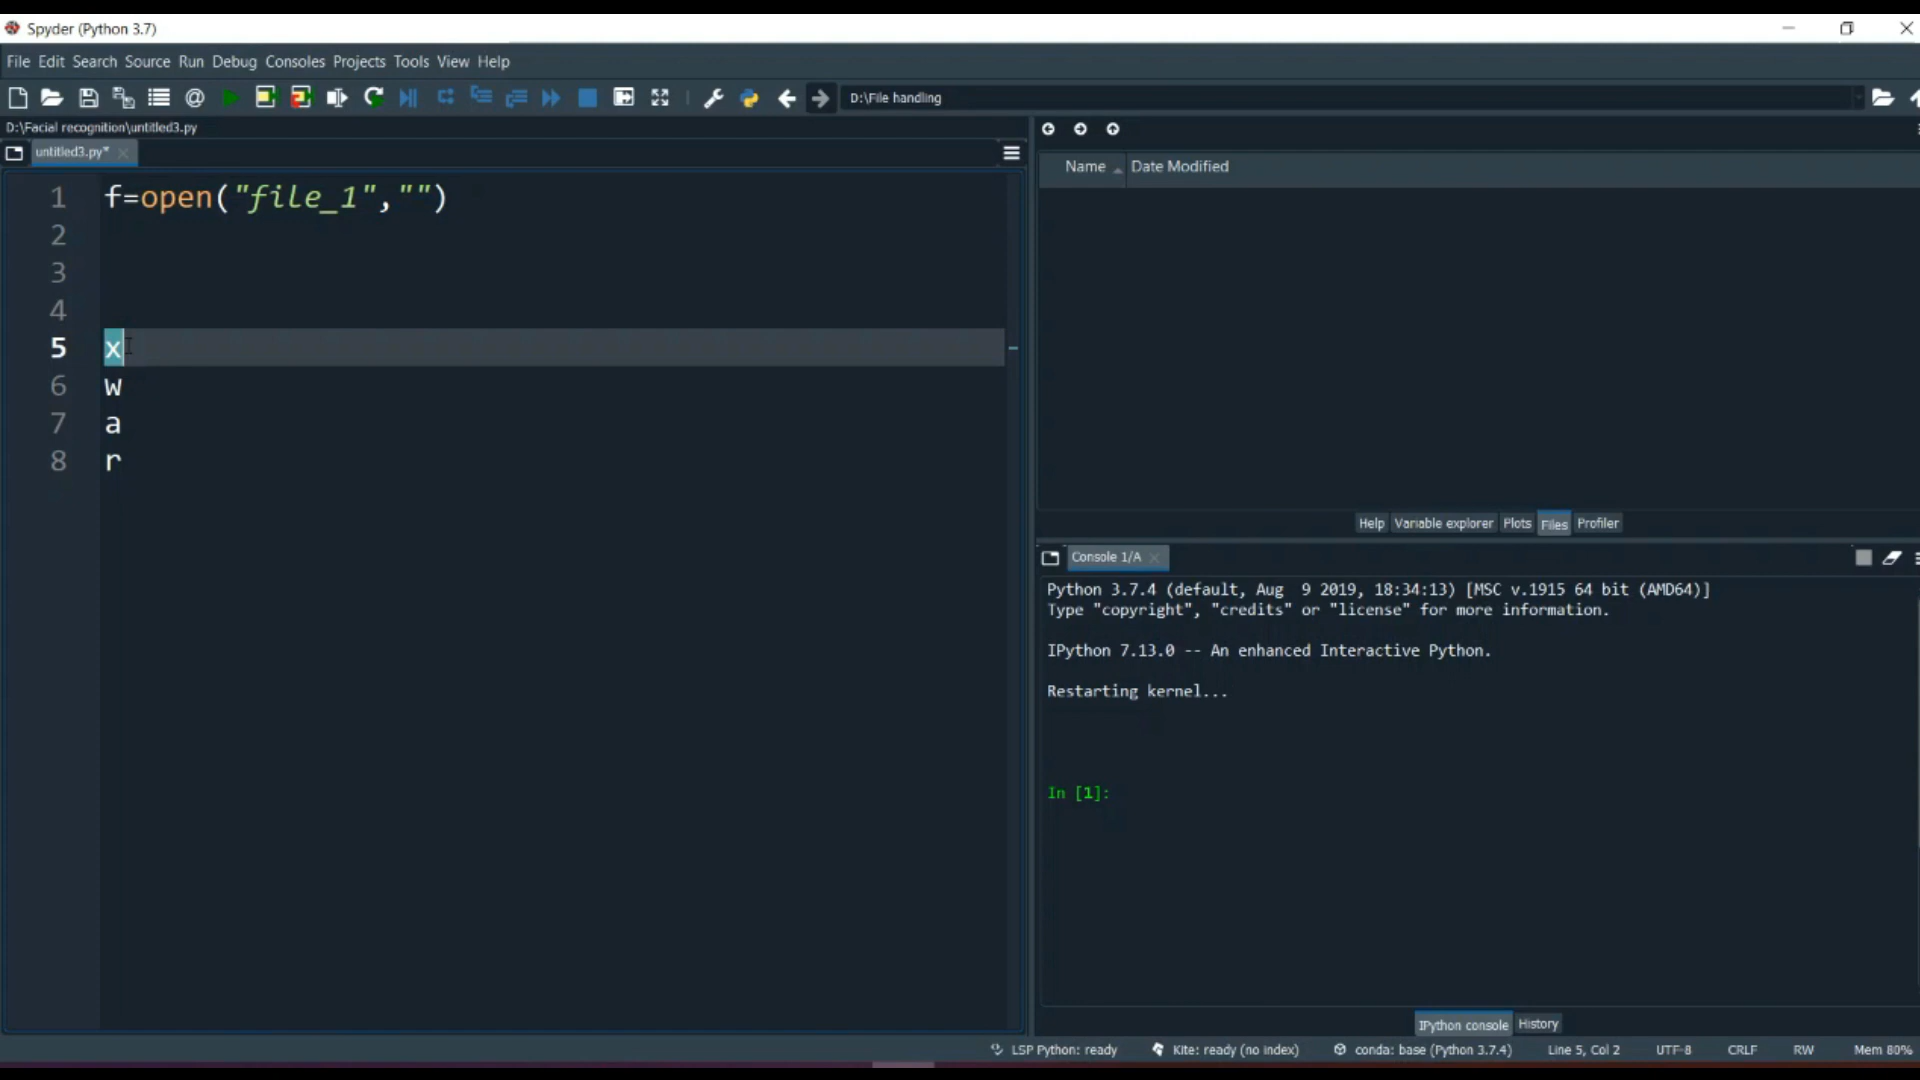 Spyder (Python 3.7)
File Edit Search Source Run Debug Consoles Projects Tools View Help
D:\File handling
D:\Facial recognition\untitled3.py
untitled3.py*
1 f=open("file_1","")
2
3
4
5 x
6 w
7 a
8 r
Name Date Modified
Help Variable explorer Plots Files Profiler
Console 1/A
Python 3.7.4 (default, Aug 9 2019, 18:34:13) [MSC v.1915 64 bit (AMD64)]
Type "copyright", "credits" or "license" for more information.
IPython 7.13.0 -- An enhanced Interactive Python.
Restarting kernel...
In [1]:
IPython console History
LSP Python: ready Kite: ready (no index) conda: base (Python 3.7.4) Line 5, Col 2 UTF-8 CRLF RW Mem 80%